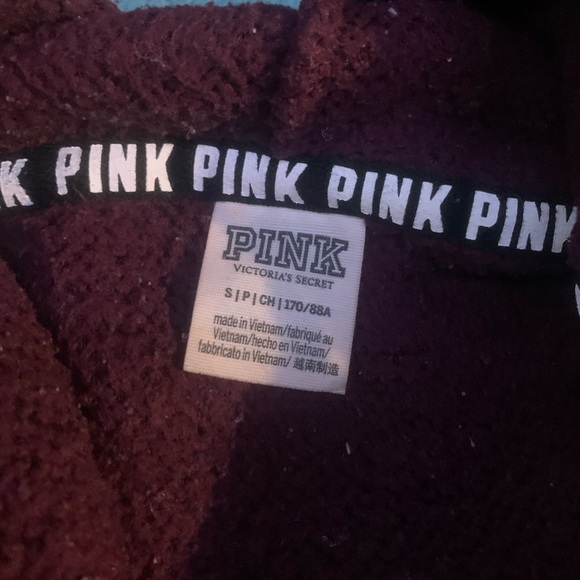 K PINK PINK PINK PINK
PINK
VICTORIA'S SECRET
S|P|CH|170/88A
made in Vietnam/fabriqué au
Vietnam/hecho en Vietnam/
fabbricato in Vietnam/ 越南制造